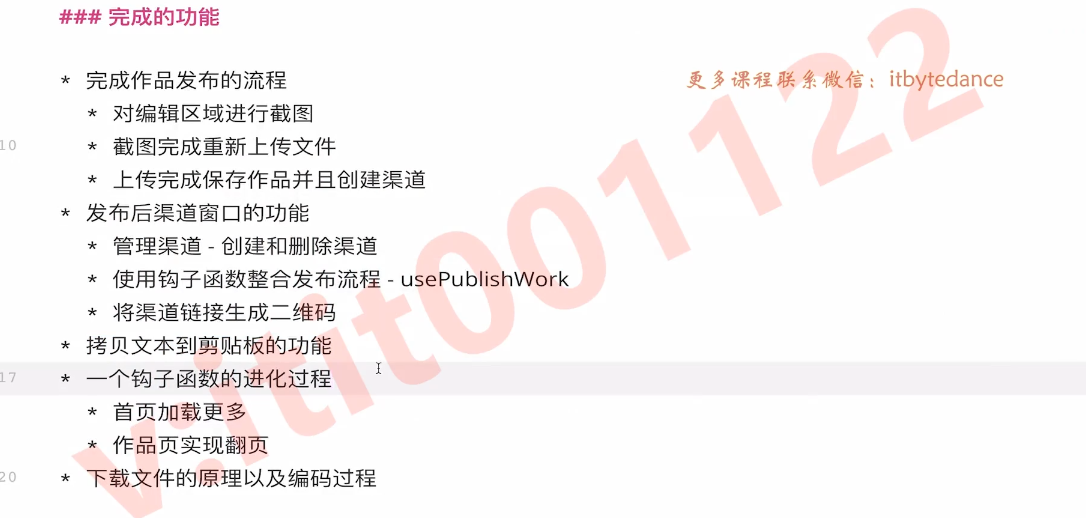 ### 完成的功能
更多课程联系微信：itbytedance
* 完成作品发布的流程
* 对编辑区域进行截图
10
* 截图完成重新上传文件
* 上传完成保存作品并且创建渠道
* 发布后渠道窗口的功能
* 管理渠道 - 创建和删除渠道
* 使用钩子函数整合发布流程 - usePublishWork
* 将渠道链接生成二维码
* 拷贝文本到剪贴板的功能
17
* 一个钩子函数的进化过程
* 首页加载更多
* 作品页实现翻页
20
* 下载文件的原理以及编码过程
v:itit001122